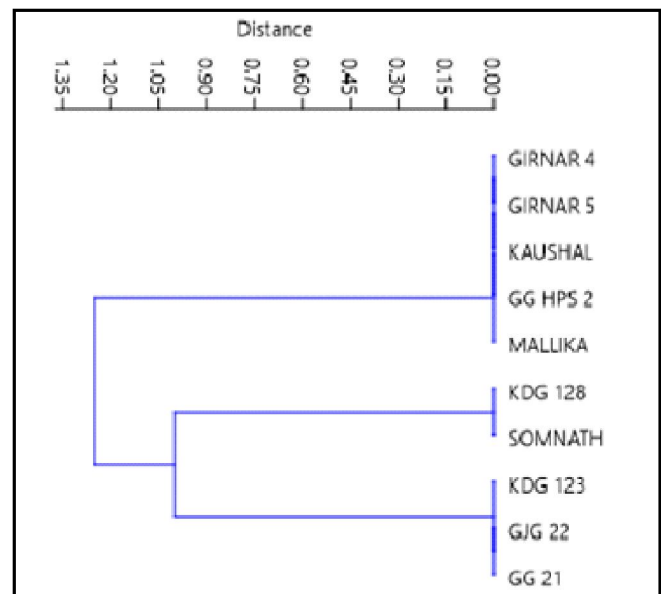 Distance
1.35 1.20 1.05 0.90 0.75 0.60 0.45 0.30 0.15 0.00
GIRNAR 4
GIRNAR 5
KAUSHAL
GG HPS 2
MALLIKA
KDG 128
SOMNATH
KDG 123
GJG 22
GG 21